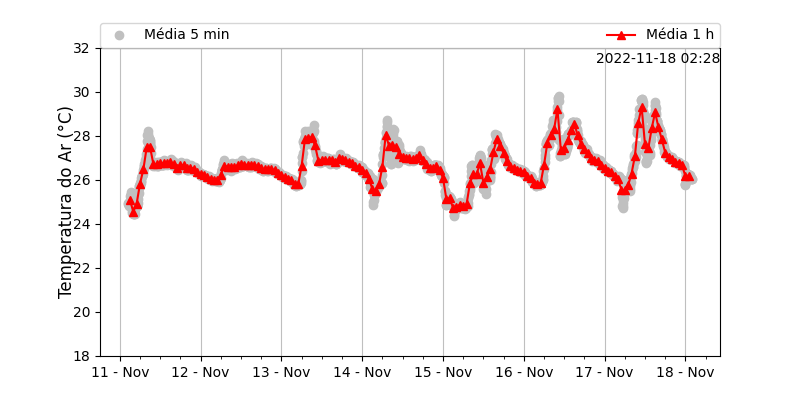 Média 5 min
Média 1 h
2022-11-18 02:28
Temperatura do Ar (°C)
32
30
28
26
24
22
20
18
11 - Nov
12 - Nov
13 - Nov
14 - Nov
15 - Nov
16 - Nov
17 - Nov
18 - Nov